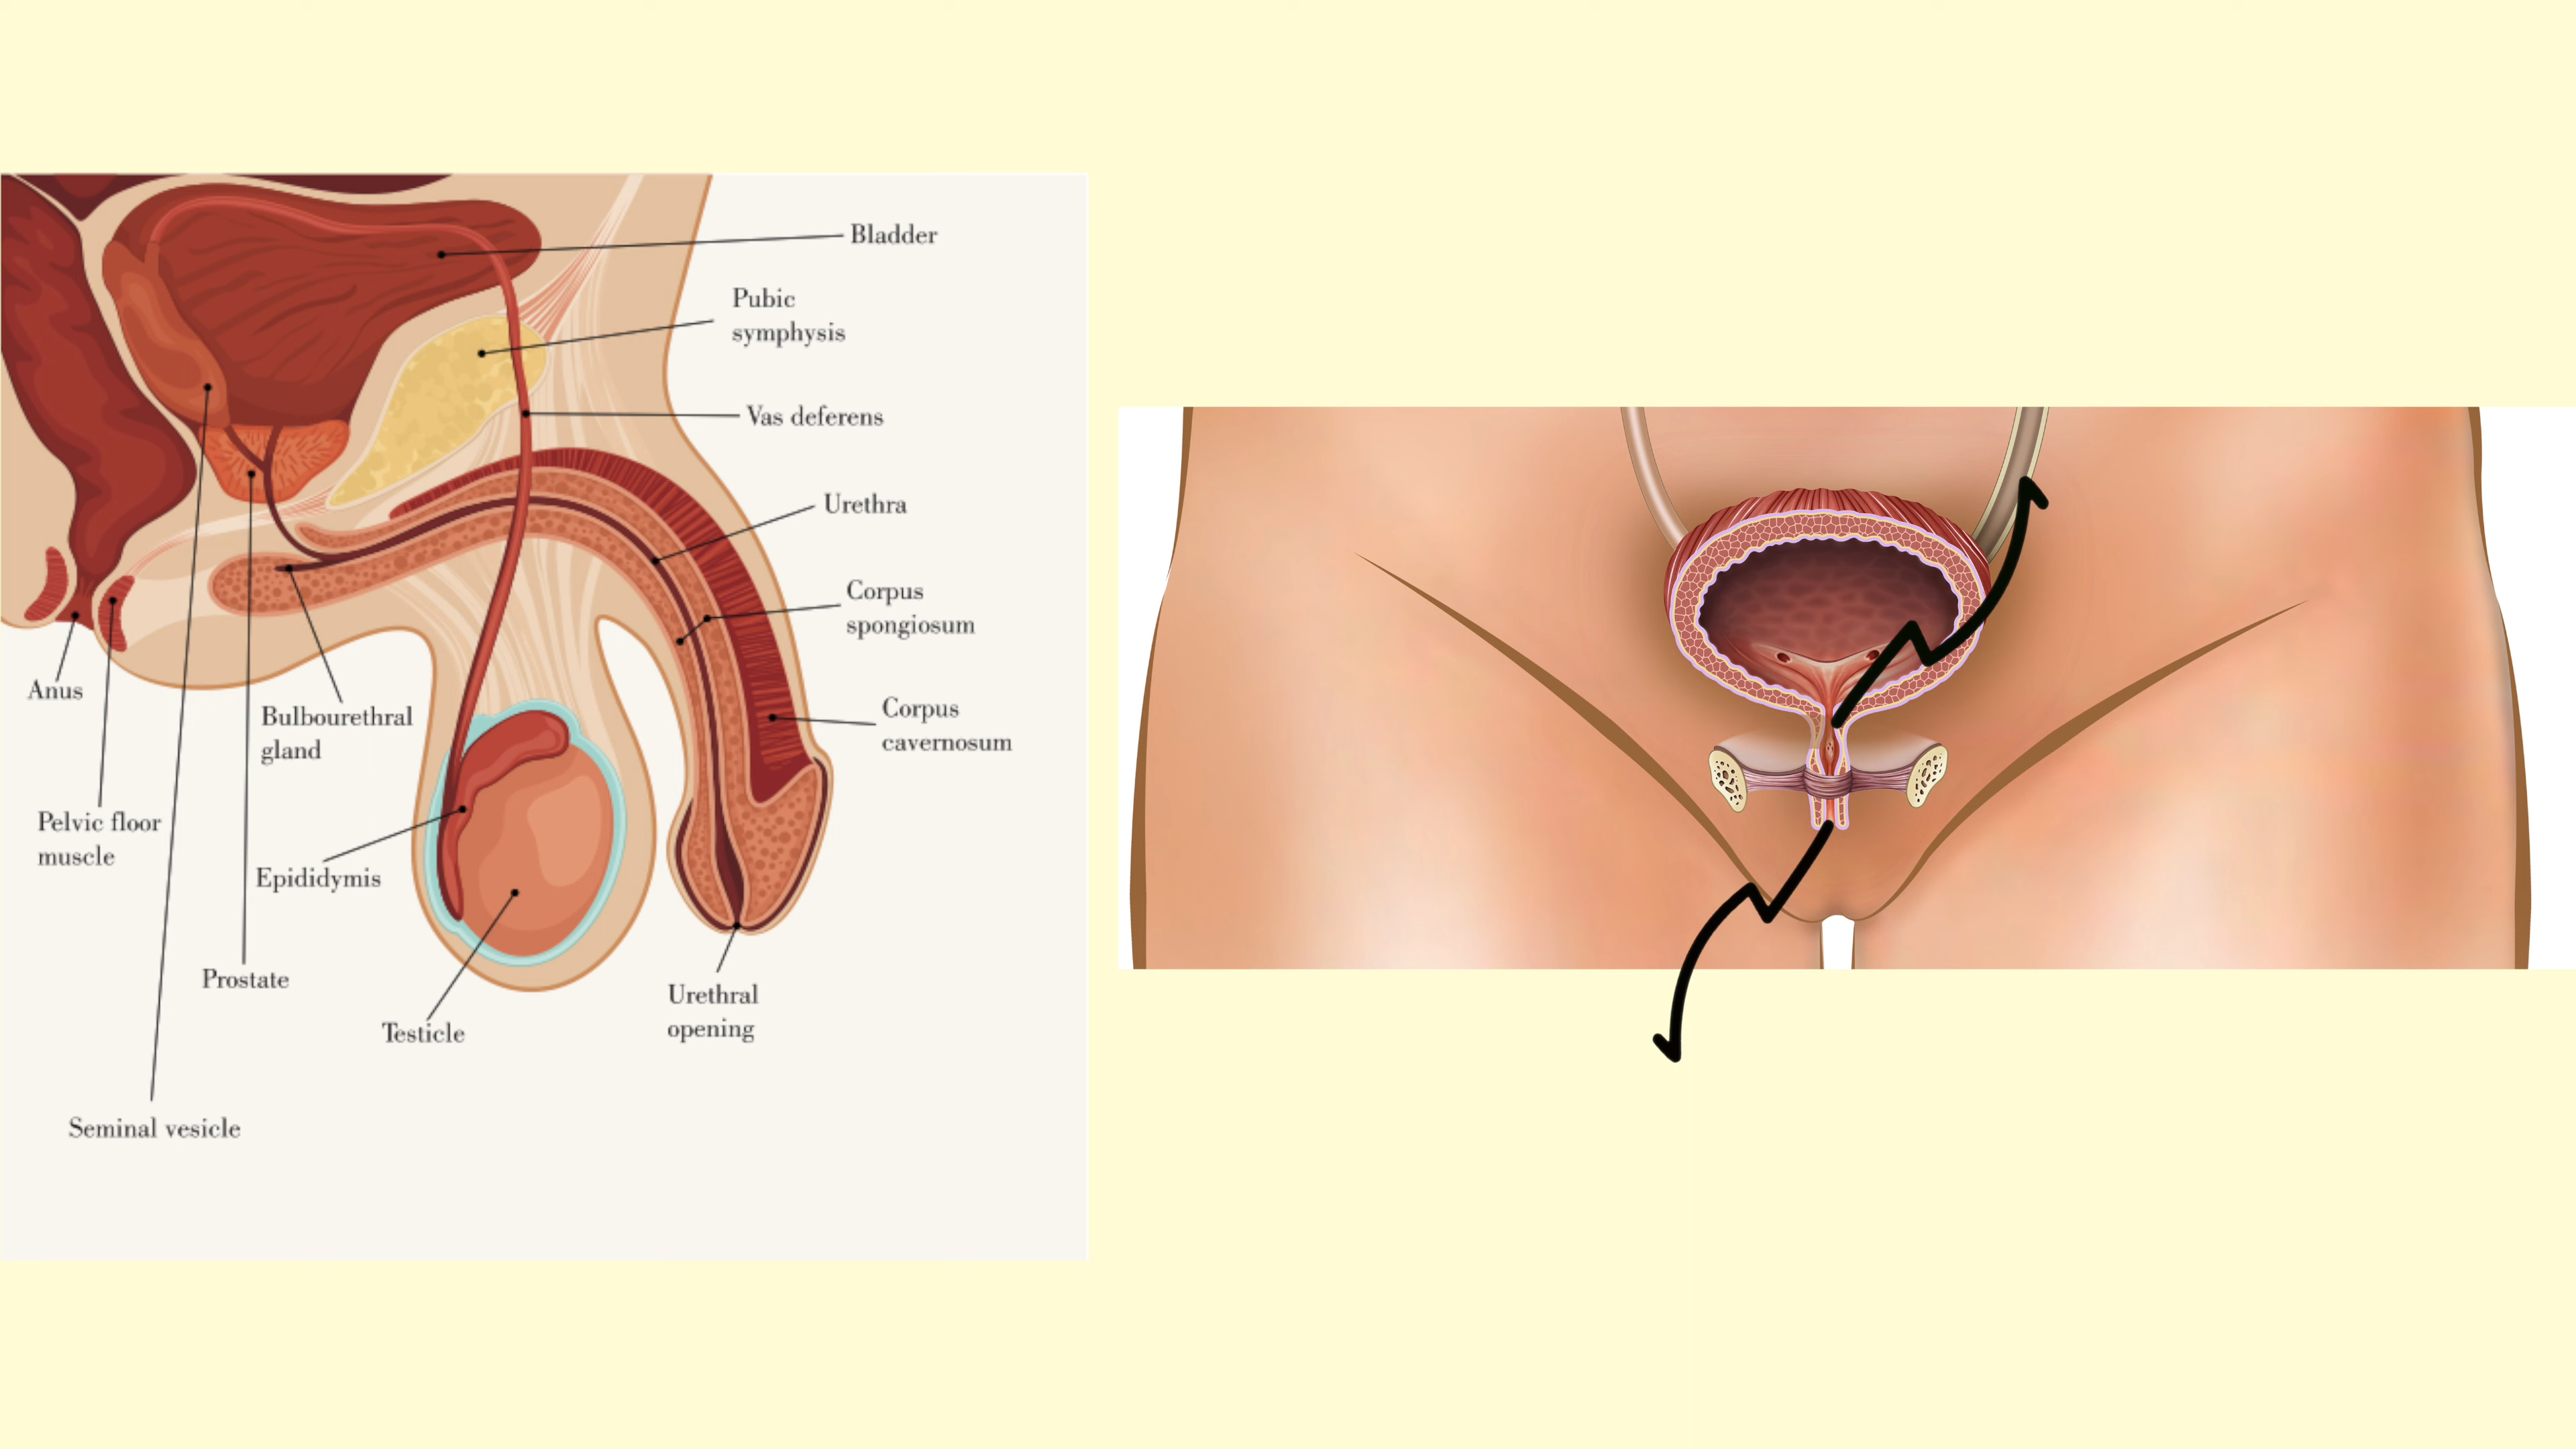 Bladder
Pubic
symphysis
Vas deferens
Urethra
Corpus
spongiosum
Corpus
cavernosum
Anus
Bulbourethral
gland
Pelvic floor
muscle
Epididymis
Prostate
Testicle
Urethral
opening
Seminal vesicle